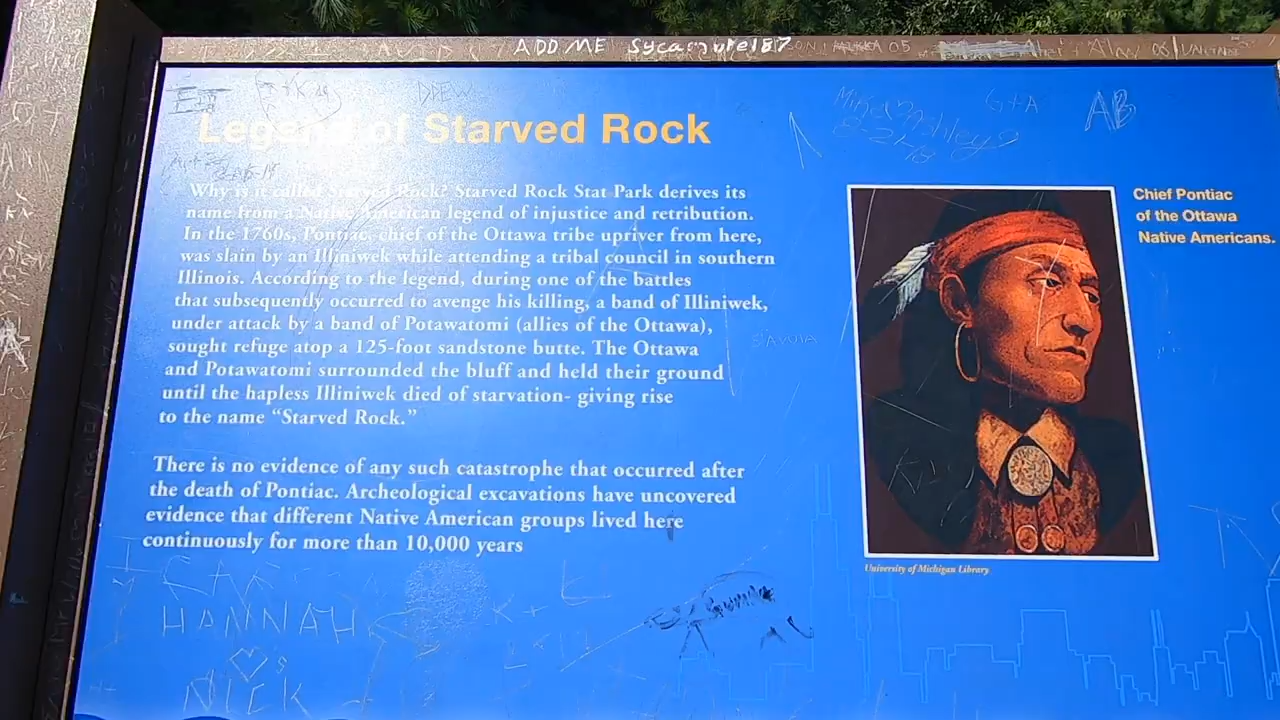 ADD ME
DREW
G+A
AB
Legend of Starved Rock
Why is it called Starved Rock? Starved Rock Stat Park derives its
name from a Native American legend of injustice and retribution.
In the 1760s, Pontiac, chief of the Ottawa tribe upriver from here,
was slain by an Illiniwek while attending a tribal council in southern
Illinois. According to the legend, during one of the battles
that subsequently occurred to avenge his killing, a band of Illiniwek,
under attack by a band of Potawatomi (allies of the Ottawa),
sought refuge atop a 125-foot sandstone butte. The Ottawa
and Potawatomi surrounded the bluff and held their ground
until the hapless Illiniwek died of starvation- giving rise
to the name “Starved Rock.”
There is no evidence of any such catastrophe that occurred after
the death of Pontiac. Archeological excavations have uncovered
evidence that different Native American groups lived here
continuously for more than 10,000 years
Chief Pontiac
of the Ottawa
Native Americans.
University of Michigan Library
HANNAH
NICK